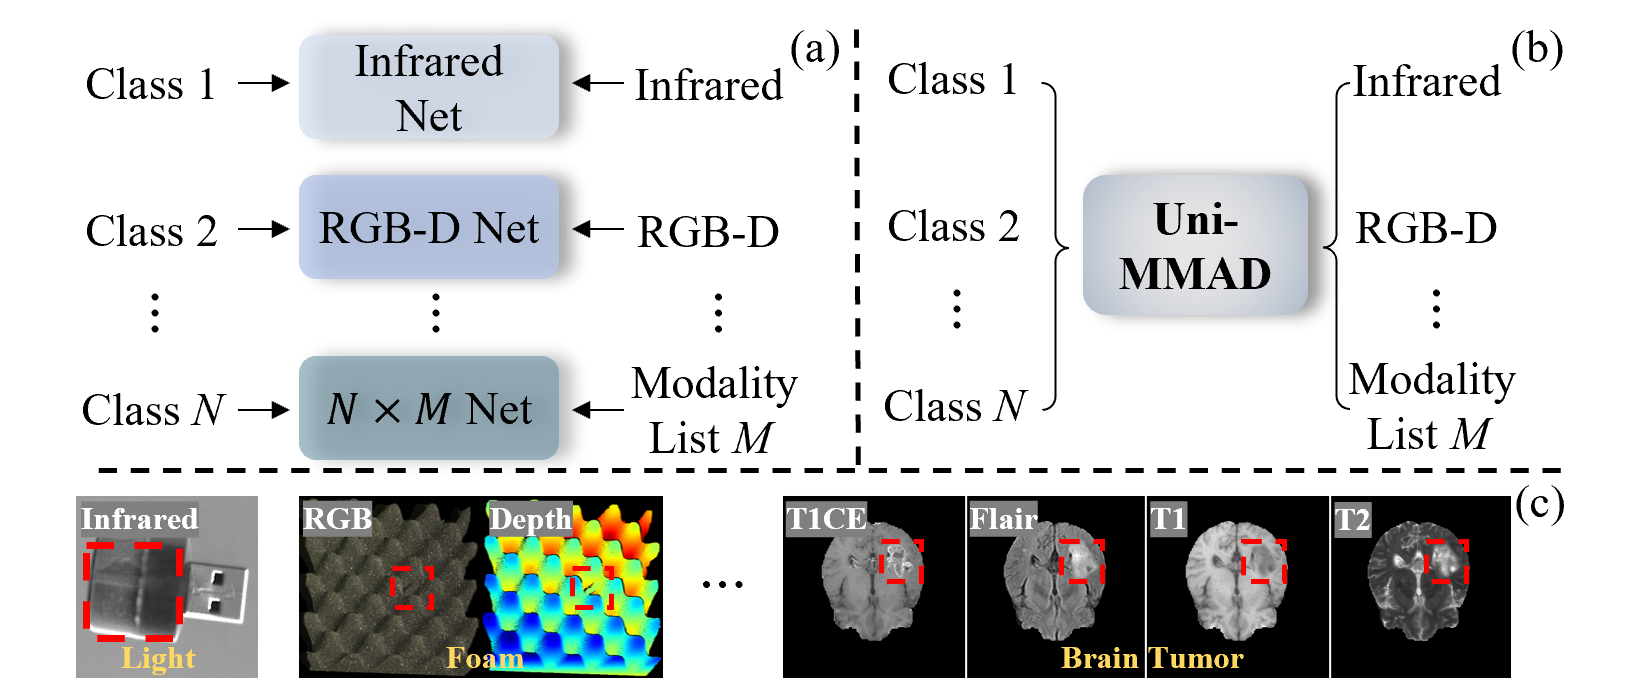 (a)
Class 1
Infrared
Net
Infrared
Class 2
RGB-D Net
RGB-D
Class N
N × M Net
Modality
List M
(b)
Class 1
Class 2
Class N
Uni-
MMAD
Infrared
RGB-D
Modality
List M
(c)
Infrared
Light
RGB
Depth
Foam
...
T1CE
Flair
T1
T2
Brain Tumor